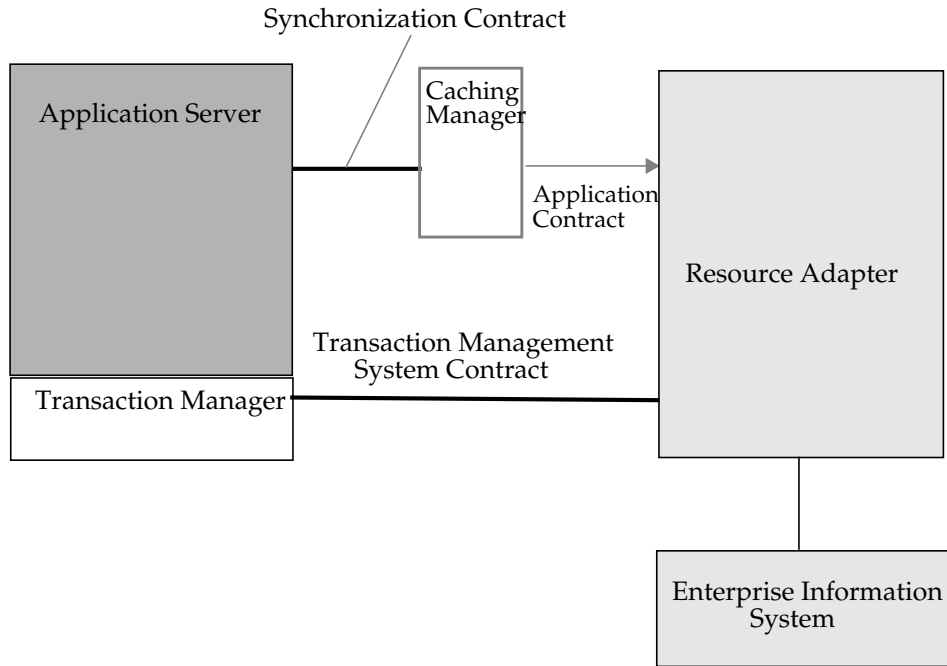 Synchronization Contract
Application Server
Caching
Manager
Application
Contract
Resource Adapter
Transaction Management
System Contract
Transaction Manager
Enterprise Information
System